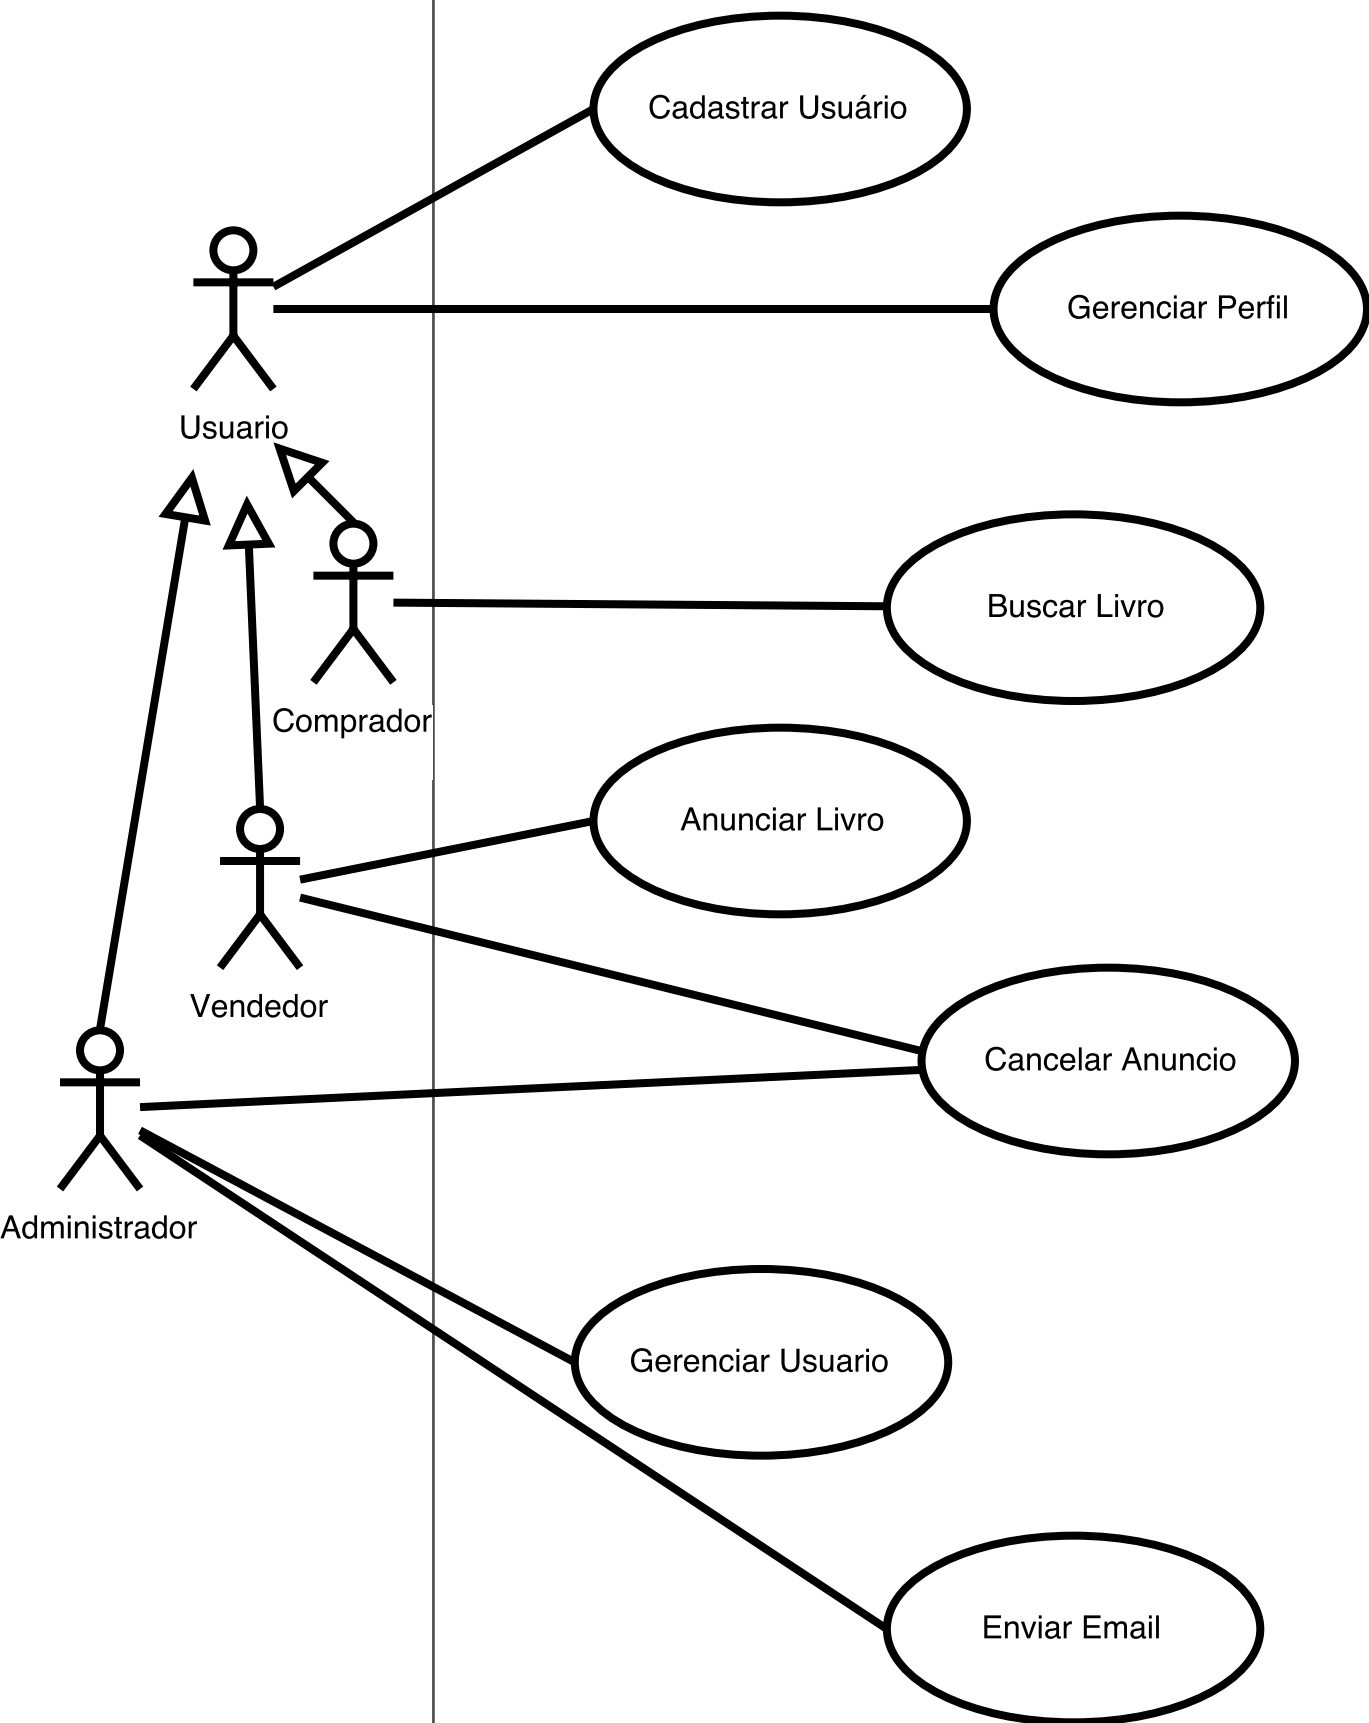 Cadastrar Usuário
Gerenciar Perfil
Usuario
Buscar Livro
Comprador
Anunciar Livro
Vendedor
Cancelar Anuncio
Administrador
Gerenciar Usuario
Enviar Email